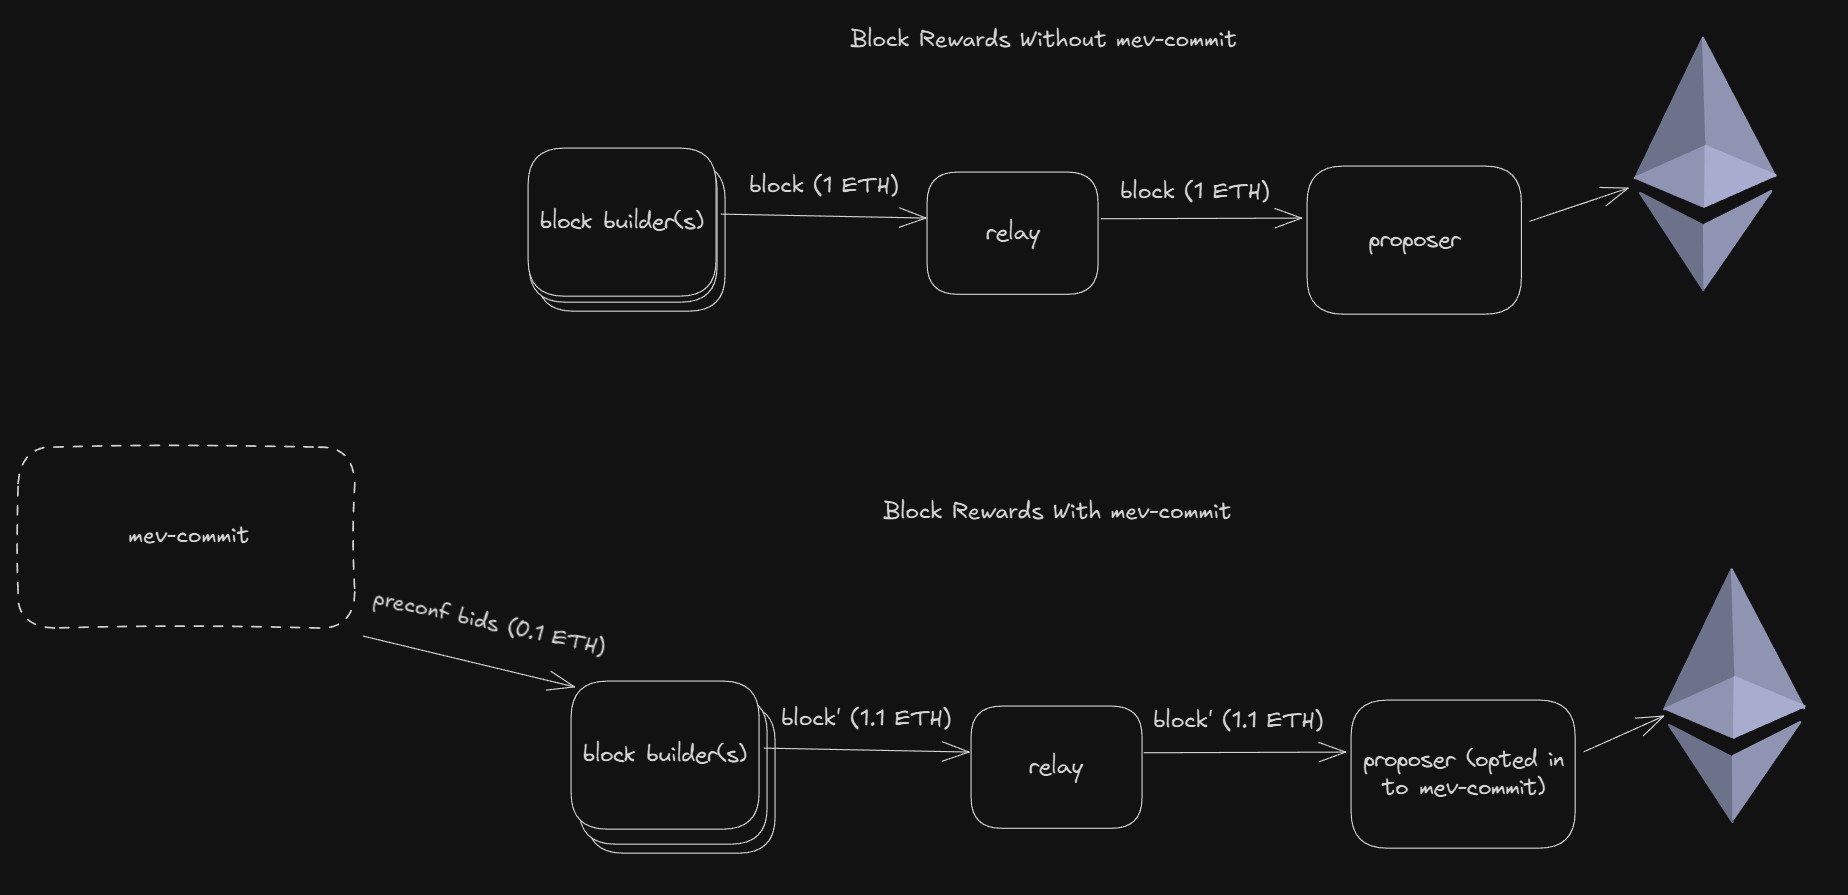 Block Rewards Without mev-commit
block (1 ETH)
block (1 ETH)
block builder(s)
relay
proposer
mev-commit
Block Rewards With mev-commit
preconf bids (0.1 ETH)
block' (1.1 ETH)
block' (1.1 ETH)
block builder(s)
relay
proposer (opted in
to mev-commit)